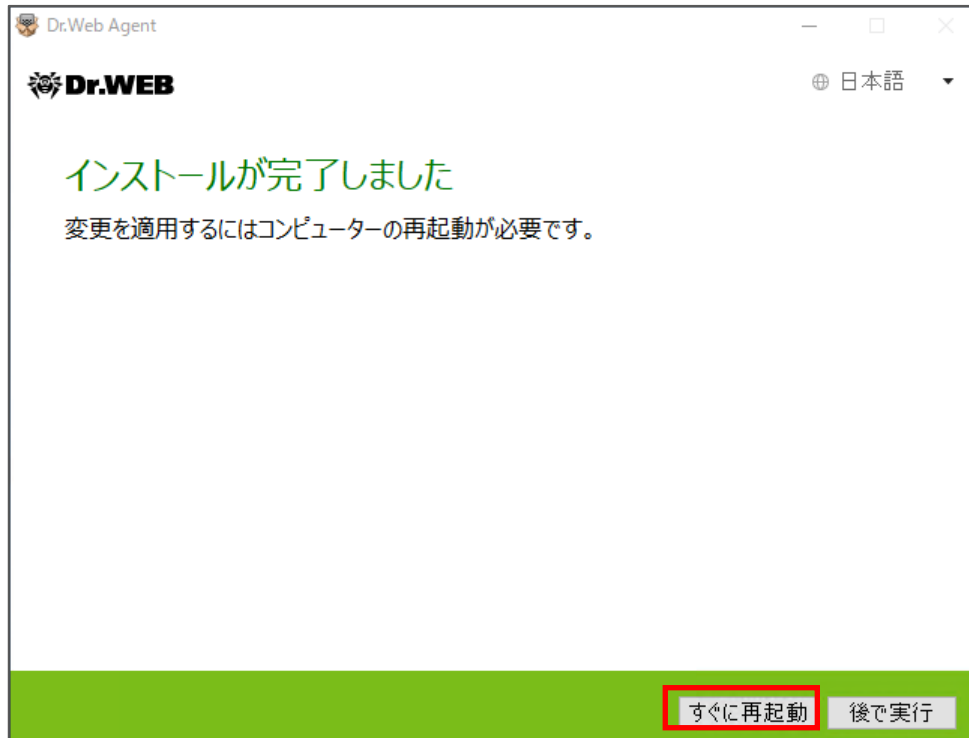 Dr.Web Agent
Dr.WEB
日本語
インストールが完了しました
変更を適用するにはコンピューターの再起動が必要です。
すぐに再起動
後で実行